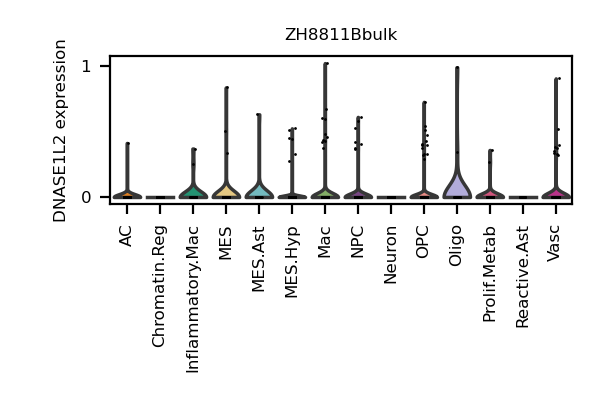 ZH8811Bbulk
DNASE1L2 expression
1
0
AC
Chromatin.Reg
Inflammatory.Mac
MES
MES.Ast
MES.Hyp
Mac
NPC
Neuron
OPC
Oligo
Prolif.Metab
Reactive.Ast
Vasc